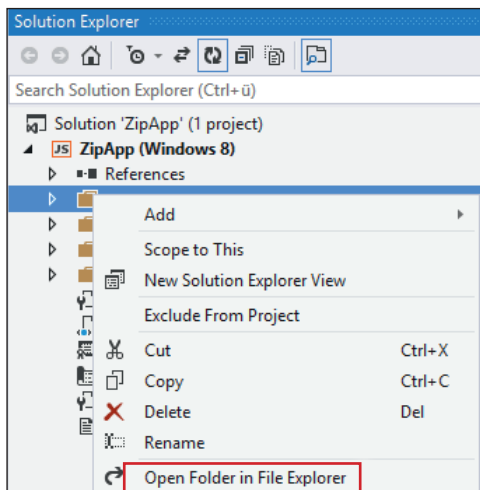 Solution Explorer
Search Solution Explorer (Ctrl+ü)
Solution 'ZipApp' (1 project)
JS ZipApp (Windows 8)
References
Add
Scope to This
New Solution Explorer View
Exclude From Project
Cut Ctrl+X
Copy Ctrl+C
Delete Del
Rename
Open Folder in File Explorer